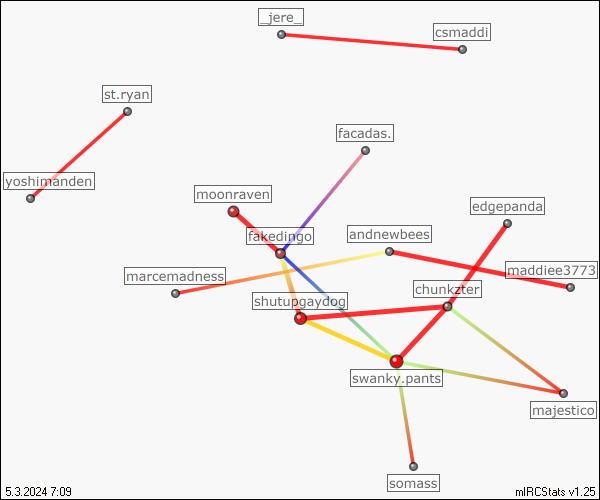 _jere_
csmaddi
st.ryan
facadas.
yoshimanden
moonraven
edgepanda
fakedingo
andnewbees
marcemadness
maddiee3773
chunkzter
shutupgaydog
swanky.pants
majestico
somass
5.3.2024 7:09
mIRCStats v1.25